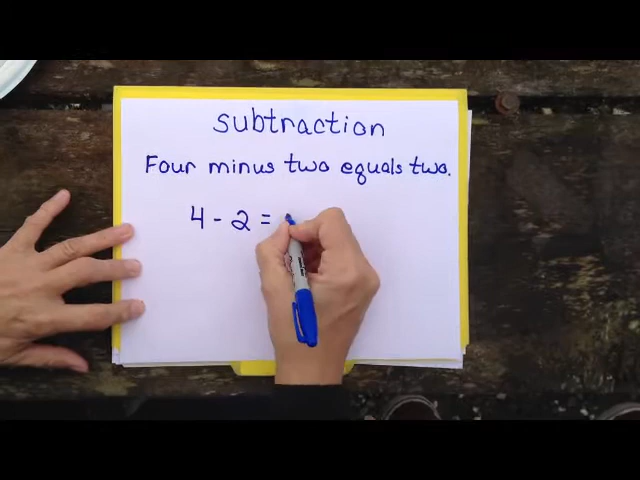 subtraction
Four minus two equals two.
4 - 2 =